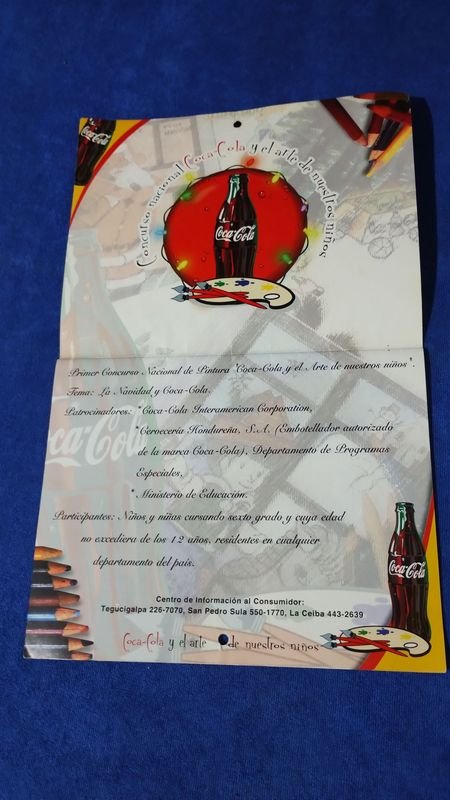 Coca-Cola
Concurso nacional Coca-Cola y el arte de nuestros niños
Coca-Cola
Primer Concurso Nacional de Pintura "Coca-Cola y el Arte de nuestros niños".
Tema: La Navidad y Coca-Cola.
Patrocinadores: *Coca-Cola Interamerican Corporation,
*Cervecería Hondureña, S.A. (Embotellador autorizado
de la marca Coca-Cola), Departamento de Programas
Especiales,
Coca-Cola
*Ministerio de Educación.
Participantes: Niños y niñas cursando sexto grado y cuya edad
no excediera de los 12 años, residentes en cualquier
departamento del país.
Coca-Cola
Centro de Información al Consumidor:
Tegucigalpa 226-7070, San Pedro Sula 550-1770, La Ceiba 443-2639
Coca-Cola y el arte de nuestros niños